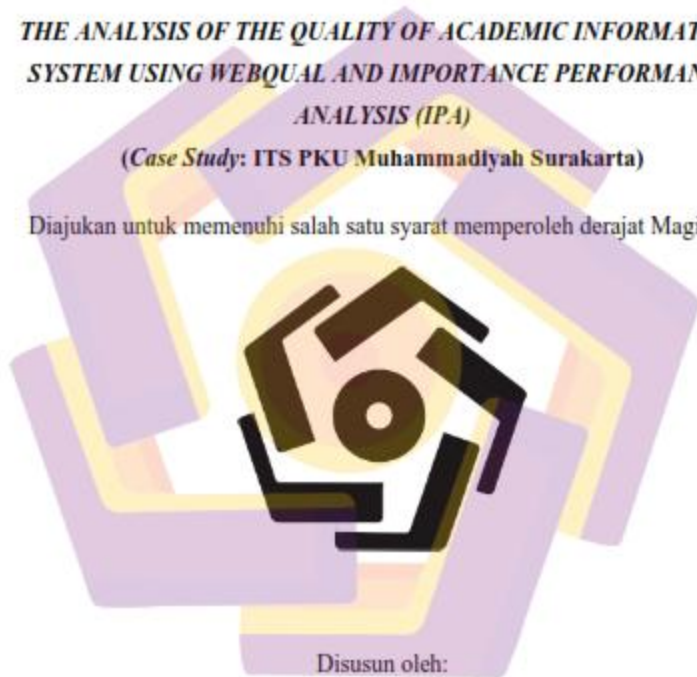 THE ANALYSIS OF THE QUALITY OF ACADEMIC INFORMAT
SYSTEM USING WEBQUAL AND IMPORTANCE PERFORMAN
ANALYSIS (IPA)
(Case Study: ITS PKU Muhammadiyah Surakarta)
Diajukan untuk memenuhi salah satu syarat memperoleh derajat Magi
Disusun oleh: